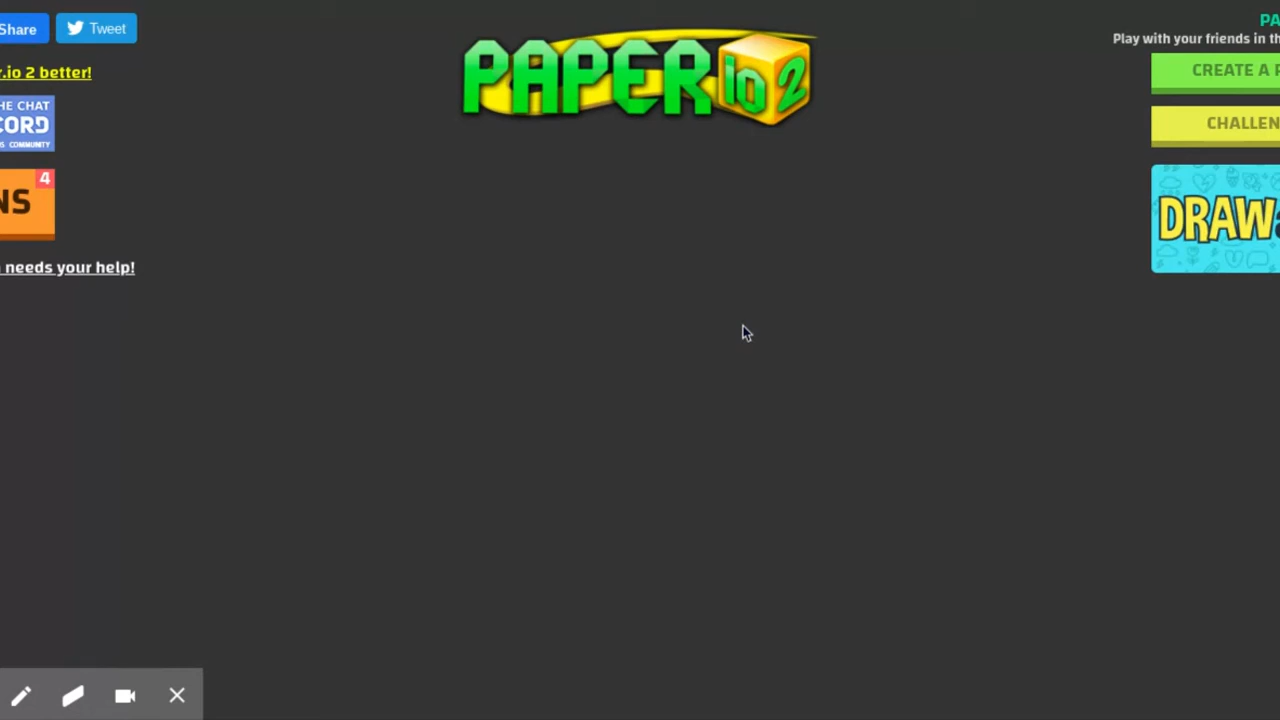 Share
Tweet
.io 2 better!
HE CHAT
CORD
S COMMUNITY
NS
4
needs your help!
PAPER io 2
PA
Play with your friends in th
CREATE A P
CHALLEN
DRAW